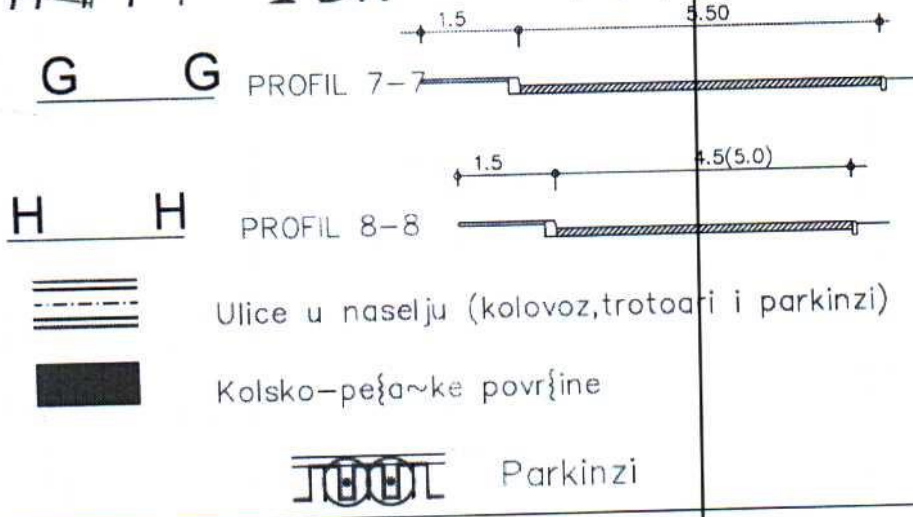 1.5 5.50
G G PROFIL 7-7
1.5 4.5(5.0)
H H PROFIL 8-8
Ulice u naselju (kolovoz,trotoari i parkinzi)
Kolsko-pe{a~ke povr{ine
Parkinzi